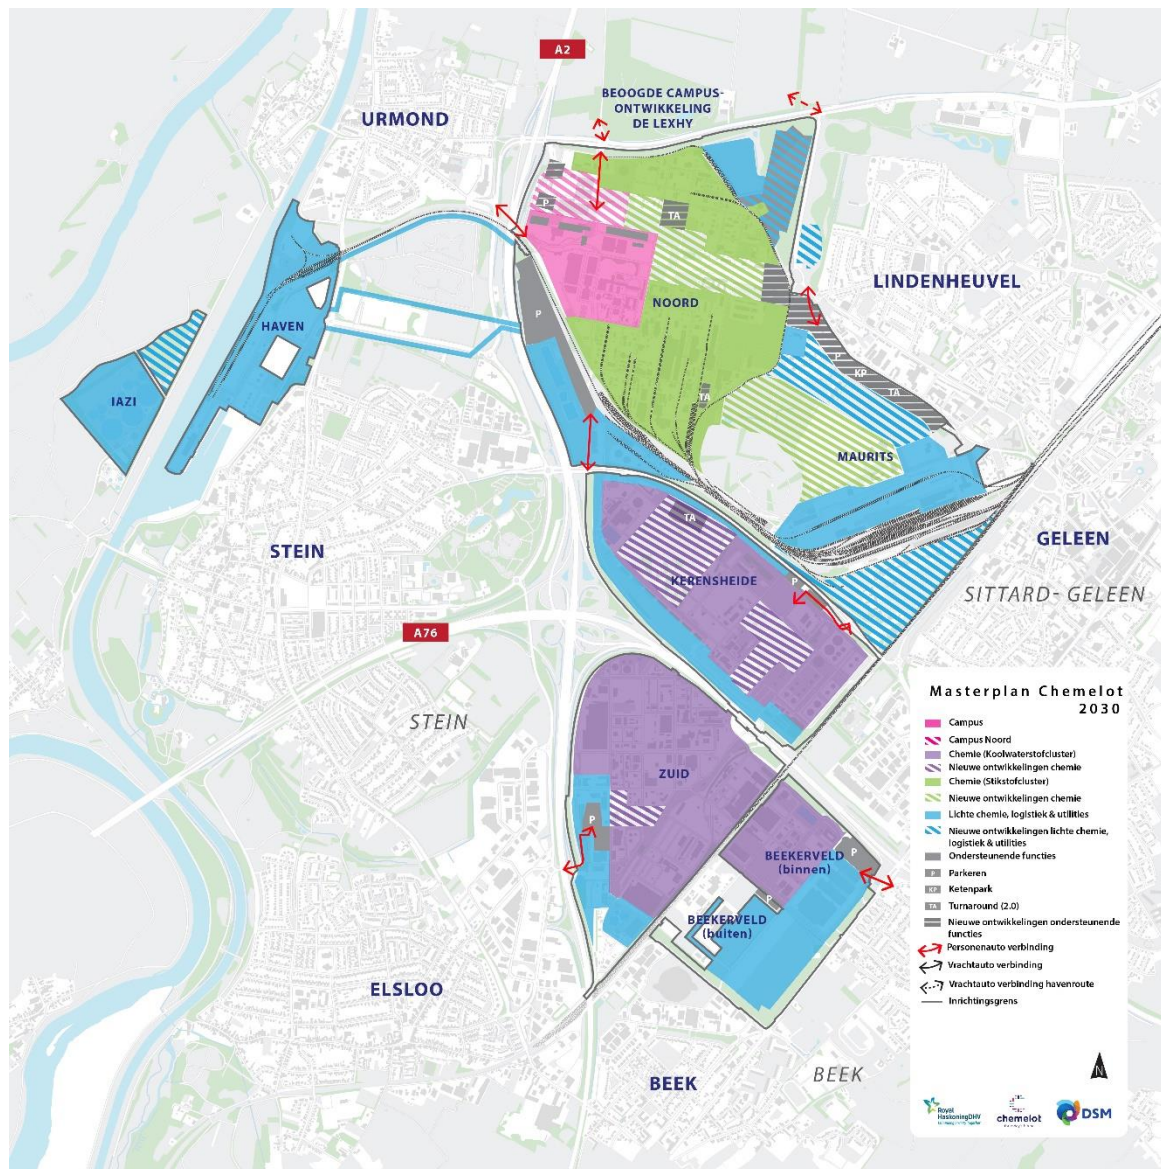 A2
BEOOGDE CAMPUS-
ONTWIKKELING
DE LEXHY
URMOND
P
TA
LINDENHEUVEL
NOORD
HAVEN
P
P
KP
TA
IAZI
TA
MAURITS
TA
STEIN
GELEEN
KERENSHEIDE
P
SITTARD- GELEEN
A76
STEIN
ZUID
P
BEEKERVELD
(binnen)
P
P
BEEKERVELD
(buiten)
ELSLOO
BEEK
BEEK
Masterplan Chemelot
2030
Campus
Campus Noord
Chemie (Koolwaterstofcluster)
Nieuwe ontwikkelingen chemie
Chemie (Stikstofcluster)
Nieuwe ontwikkelingen chemie
Lichte chemie, logistiek & utilities
Nieuwe ontwikkelingen lichte chemie,
logistiek & utilities
Ondersteunende functies
P Parkeren
KP Ketenpark
TA Turnaround (2.0)
Nieuwe ontwikkelingen ondersteunende
functies
Personenauto verbinding
Vrachtauto verbinding
Vrachtauto verbinding havenroute
Inrichtingsgrens
N
Royal
HaskoningDHV
chemelot
DSM